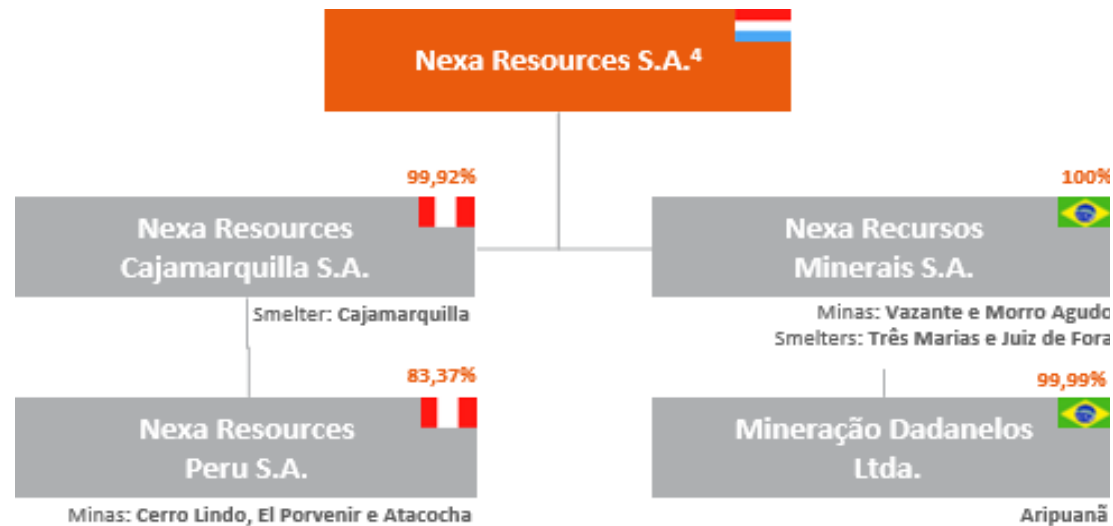 Nexa Resources S.A.⁴
99,92%
Nexa Resources
Cajamarquilla S.A.
Smelter: Cajamarquilla
100%
Nexa Recursos
Minerais S.A.
Minas: Vazante e Morro Agudo
Smelters: Três Marias e Juiz de Fora
83,37%
Nexa Resources
Peru S.A.
Minas: Cerro Lindo, El Porvenir e Atacocha
99,99%
Mineração Dadanelos
Ltda.
Aripuanã